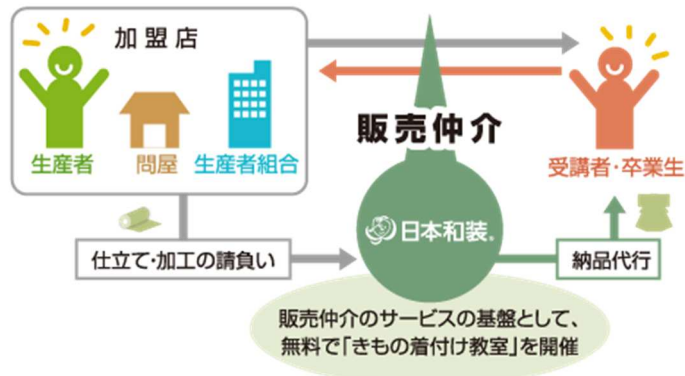 加盟店
生産者
問屋
生産者組合
販売仲介
受講者・卒業生
日本和装®
仕立て・加工の請負い
納品代行
販売仲介のサービスの基盤として、
無料で「きもの着付け教室」を開催